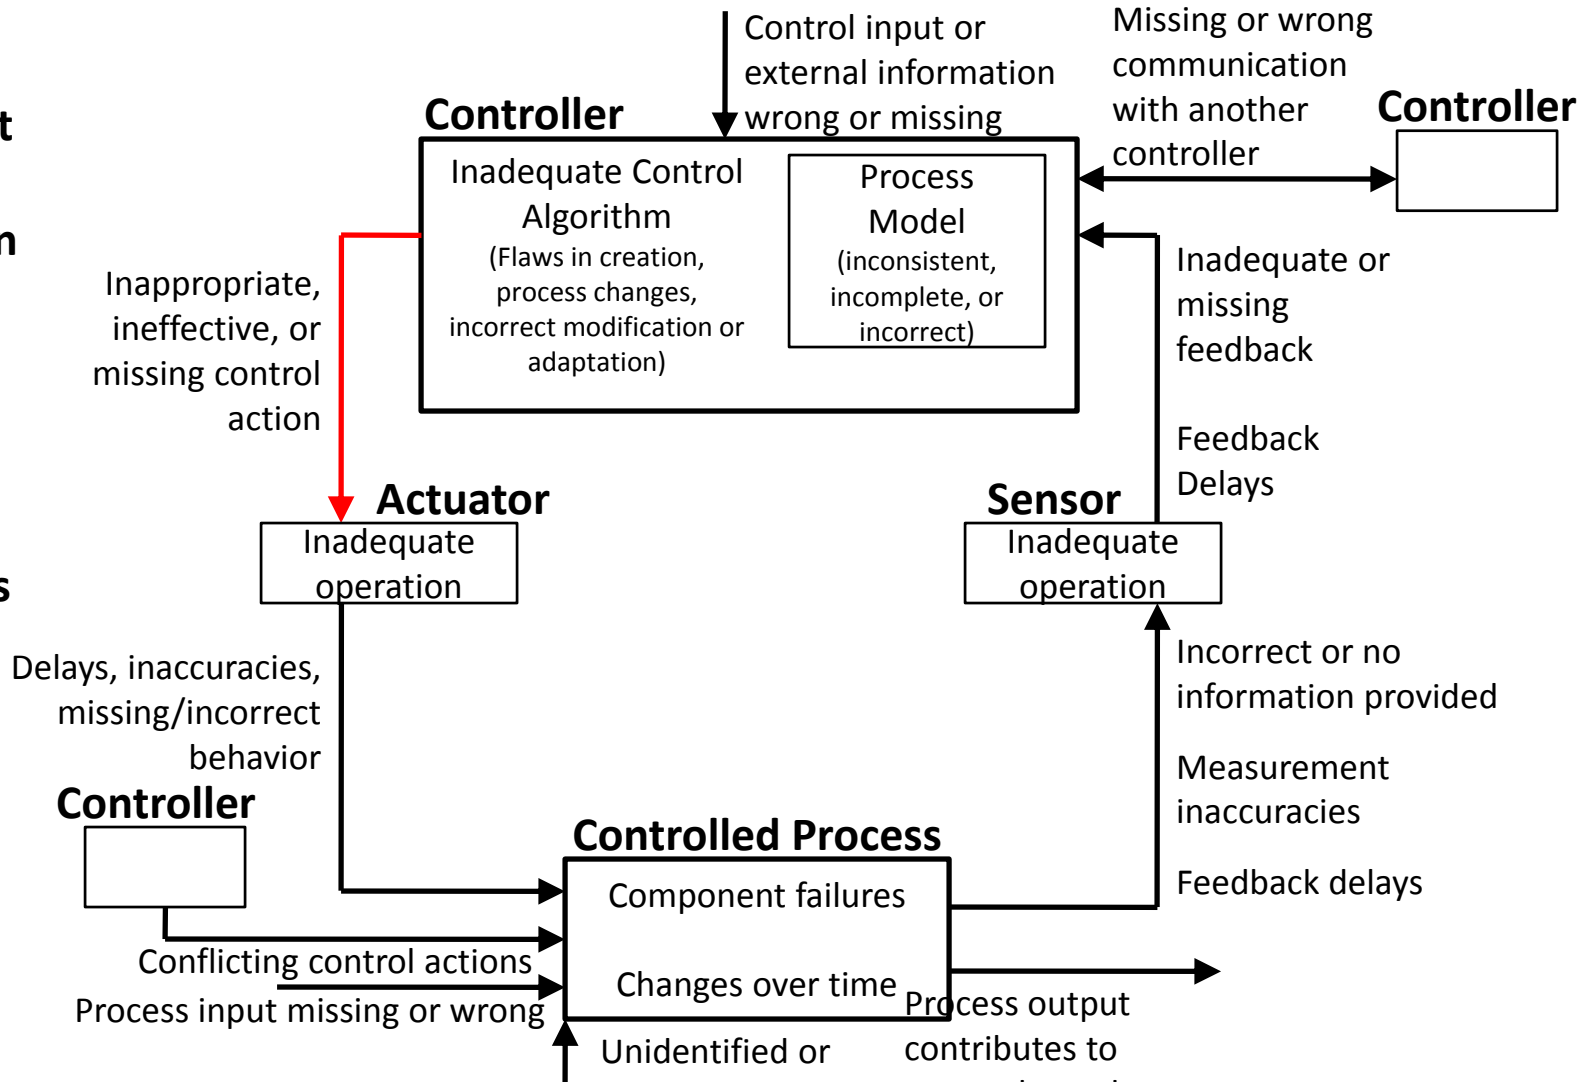 Control input or
external information
wrong or missing
Missing or wrong
communication
with another
controller
Controller
Controller
Inadequate Control
Algorithm
(Flaws in creation,
process changes,
incorrect modification or
adaptation)
Process
Model
(inconsistent,
incomplete, or
incorrect)
Inappropriate,
ineffective, or
missing control
action
Inadequate or
missing
feedback
Feedback
Delays
Actuator
Inadequate
operation
Sensor
Inadequate
operation
Delays, inaccuracies,
missing/incorrect
behavior
Incorrect or no
information provided
Measurement
inaccuracies
Feedback delays
Controller
Controlled Process
Component failures
Changes over time
Conflicting control actions
Process input missing or wrong
Unidentified or
Process output
contributes to